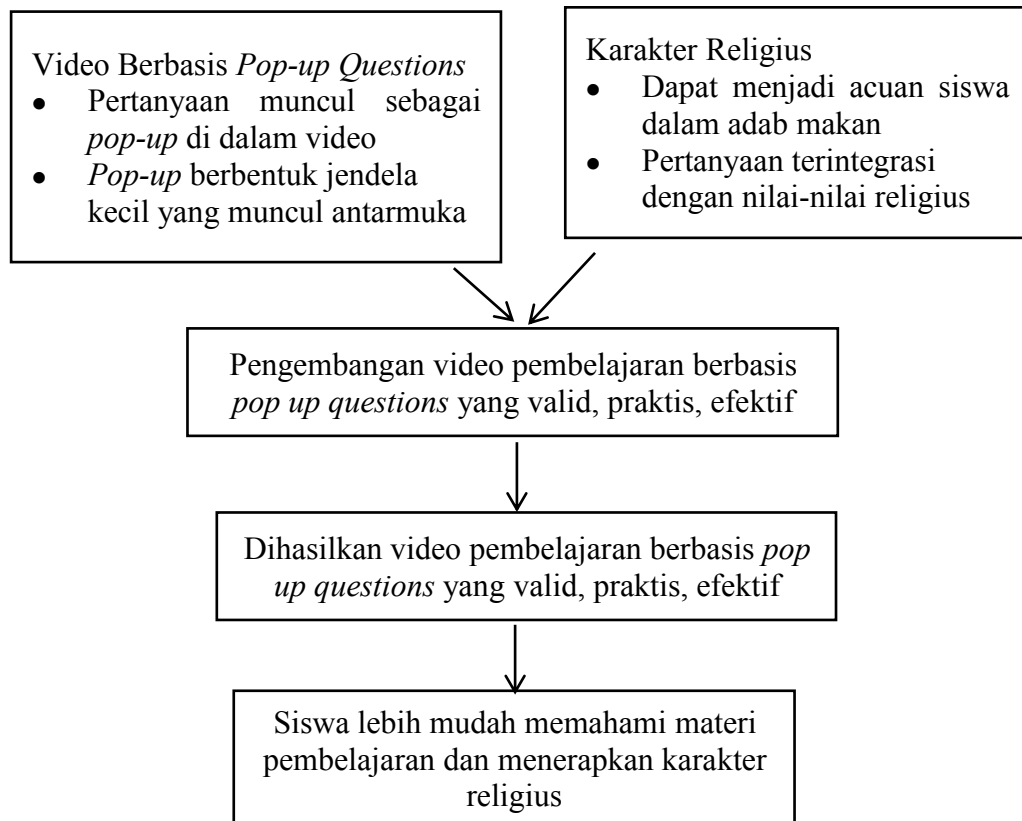 Video Berbasis Pop-up Questions
● Pertanyaan muncul sebagai
pop-up di dalam video
● Pop-up berbentuk jendela
kecil yang muncul antarmuka
Karakter Religius
● Dapat menjadi acuan siswa
dalam adab makan
● Pertanyaan terintegrasi
dengan nilai-nilai religius
Pengembangan video pembelajaran berbasis
pop up questions yang valid, praktis, efektif
Dihasilkan video pembelajaran berbasis pop
up questions yang valid, praktis, efektif
Siswa lebih mudah memahami materi
pembelajaran dan menerapkan karakter
religius